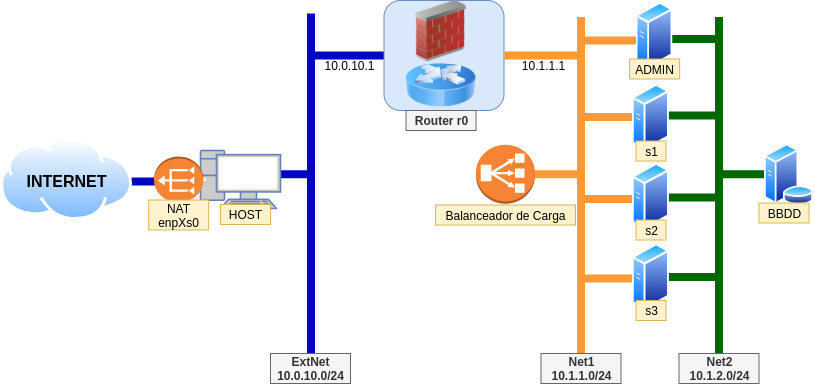 10.0.10.1
10.1.1.1
Router r0
ADMIN
s1
INTERNET
NAT
enpXs0
HOST
Balanceador de Carga
s2
BBDD
s3
ExtNet
10.0.10.0/24
Net1
10.1.1.0/24
Net2
10.1.2.0/24